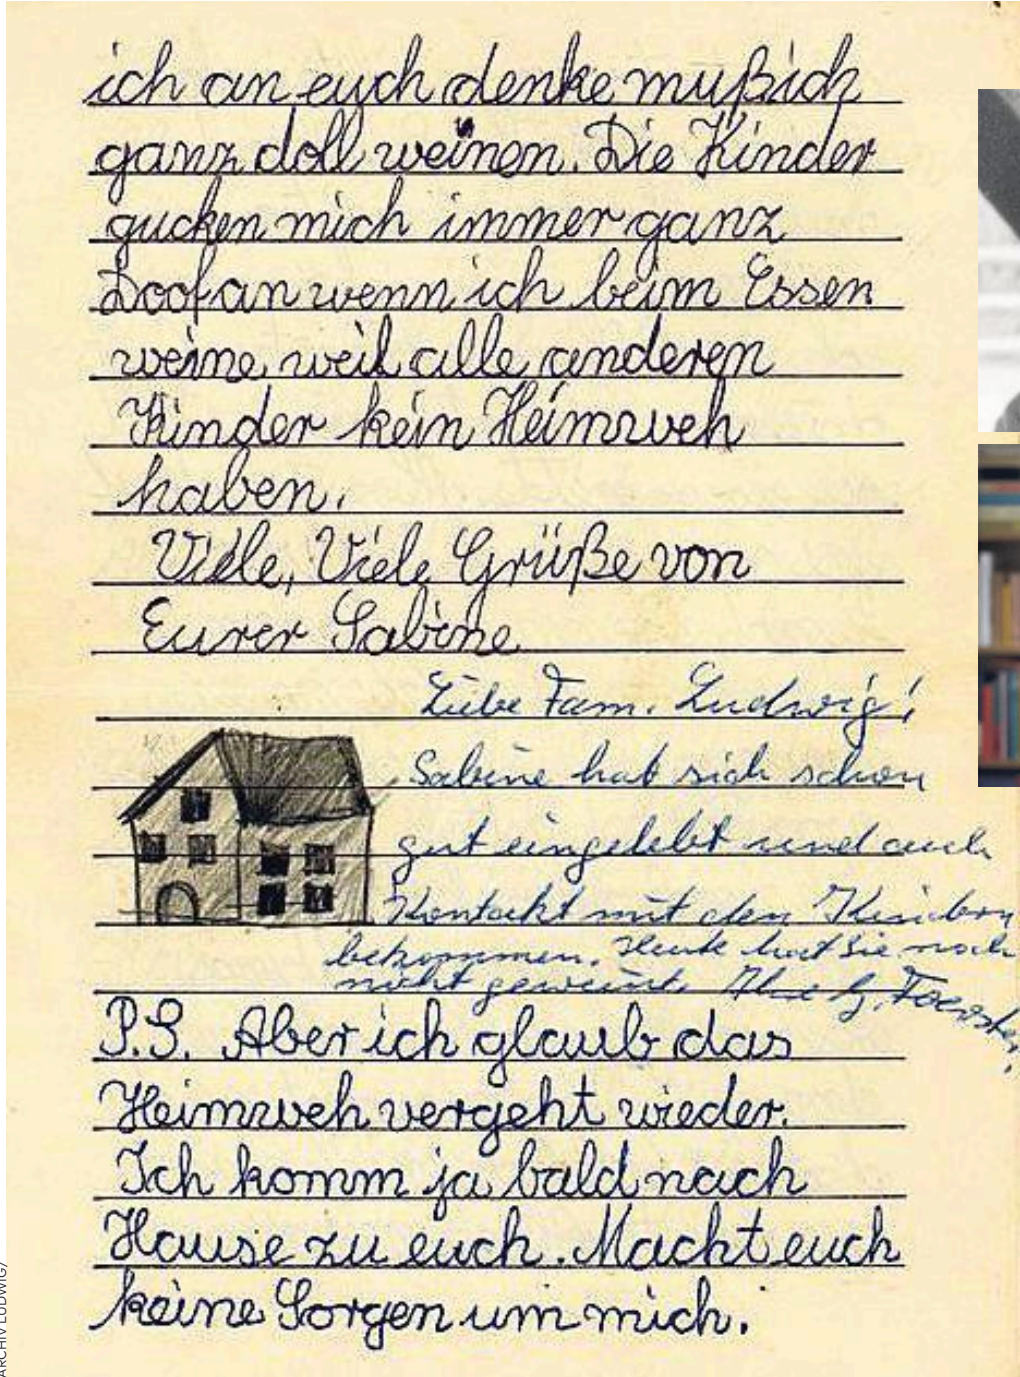 ich an euch denke muß ich
ganz doll weinen. Die Kinder
gucken mich immer ganz
Doof an wenn ich beim Essen
weine, weil alle anderen
Kinder kein Heimweh
haben.
Viele, Viele Grüße von
Eurer Sabine
Liebe Fam. Ludwig!
Sabine hat sich schon
gut eingelebt und auch
Kontakt mit den Kindern
bekommen. Heute hat sie noch
nicht geweint. G. Foerster.
P.S. Aber ich glaub das
Heimweh vergeht wieder.
Ich komm ja bald nach
Hause zu euch. Macht euch
keine Sorgen um mich.
ARCHIV LUDWIG/